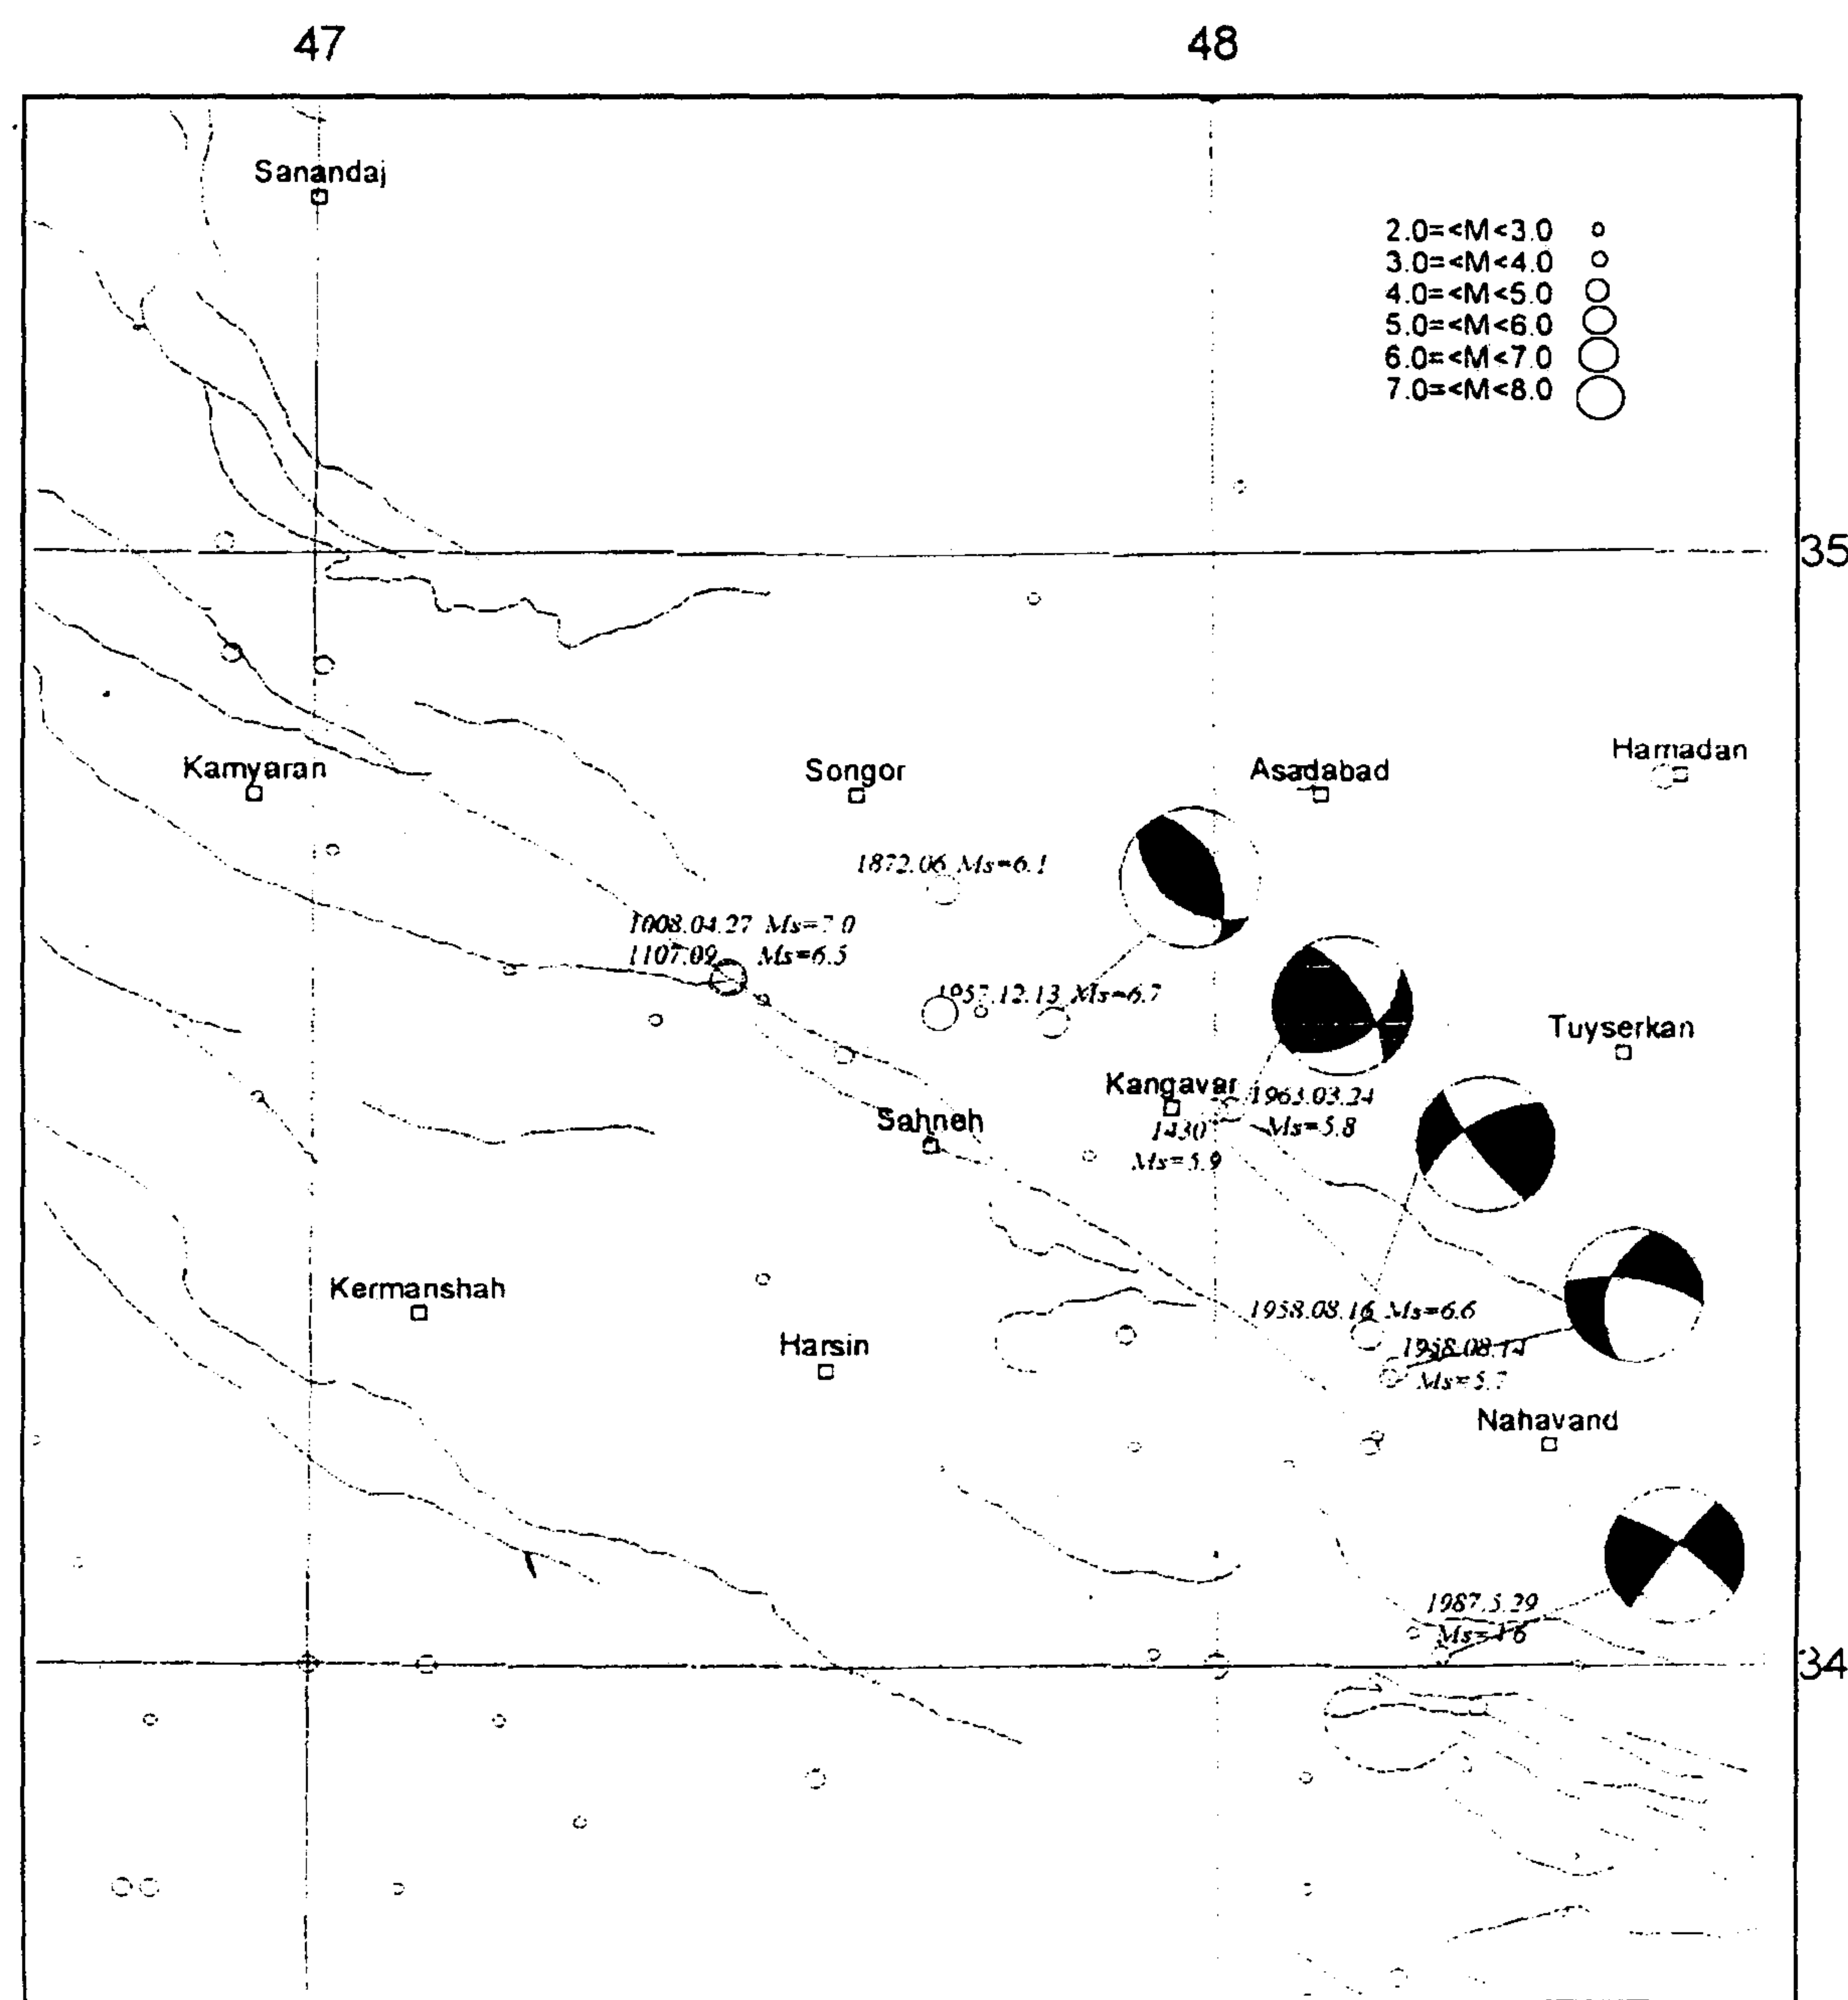 47
48
Sanandaj
2.0=<M<3.0
3.0=<M<4.0
4.0=<M<5.0
5.0=<M<6.0
6.0=<M<7.0
7.0=<M<8.0
35
Kamyaran
Songor
Asadabad
Hamadan
1872.06 Ms=6.1
1008.04.27 Ms=7.0
1107.09 Ms=6.5
1957.12.13 Ms=6.7
Tuyserkan
Kangavar
1963.03.24
Ms=5.8
Sahneh
1430
Ms=5.9
Kermanshah
1958.08.16 Ms=6.6
Harsin
1958.08.14
Ms=5.7
Nahavand
1987.5.29
Ms=4.6
34